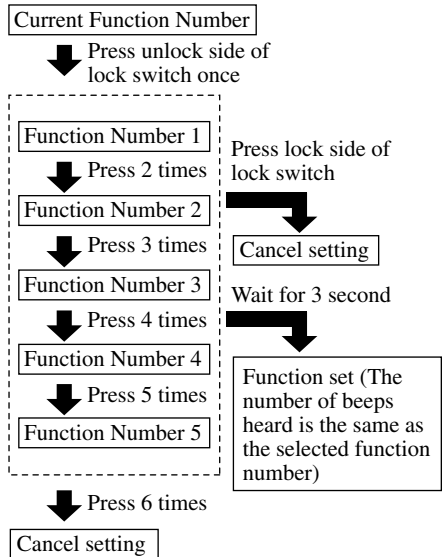 Current Function Number
Press unlock side of
lock switch once
Function Number 1
Press 2 times
Function Number 2
Press 3 times
Function Number 3
Press 4 times
Function Number 4
Press 5 times
Function Number 5
Press 6 times
Cancel setting
Press lock side of
lock switch
Cancel setting
Wait for 3 second
Function set (The
number of beeps
heard is the same as
the selected function
number)